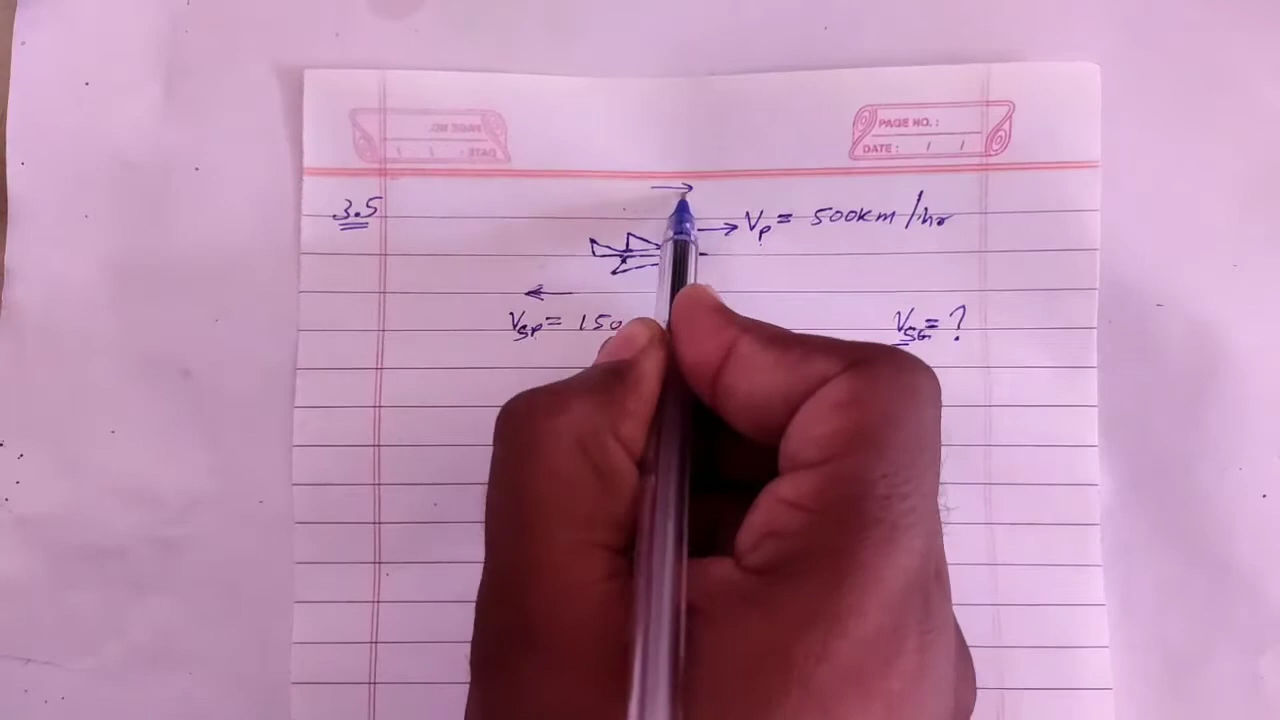 PAGE NO. :
DATE : / /
3.5
Vp = 500km/hr
VSP = 150
VSG = ?